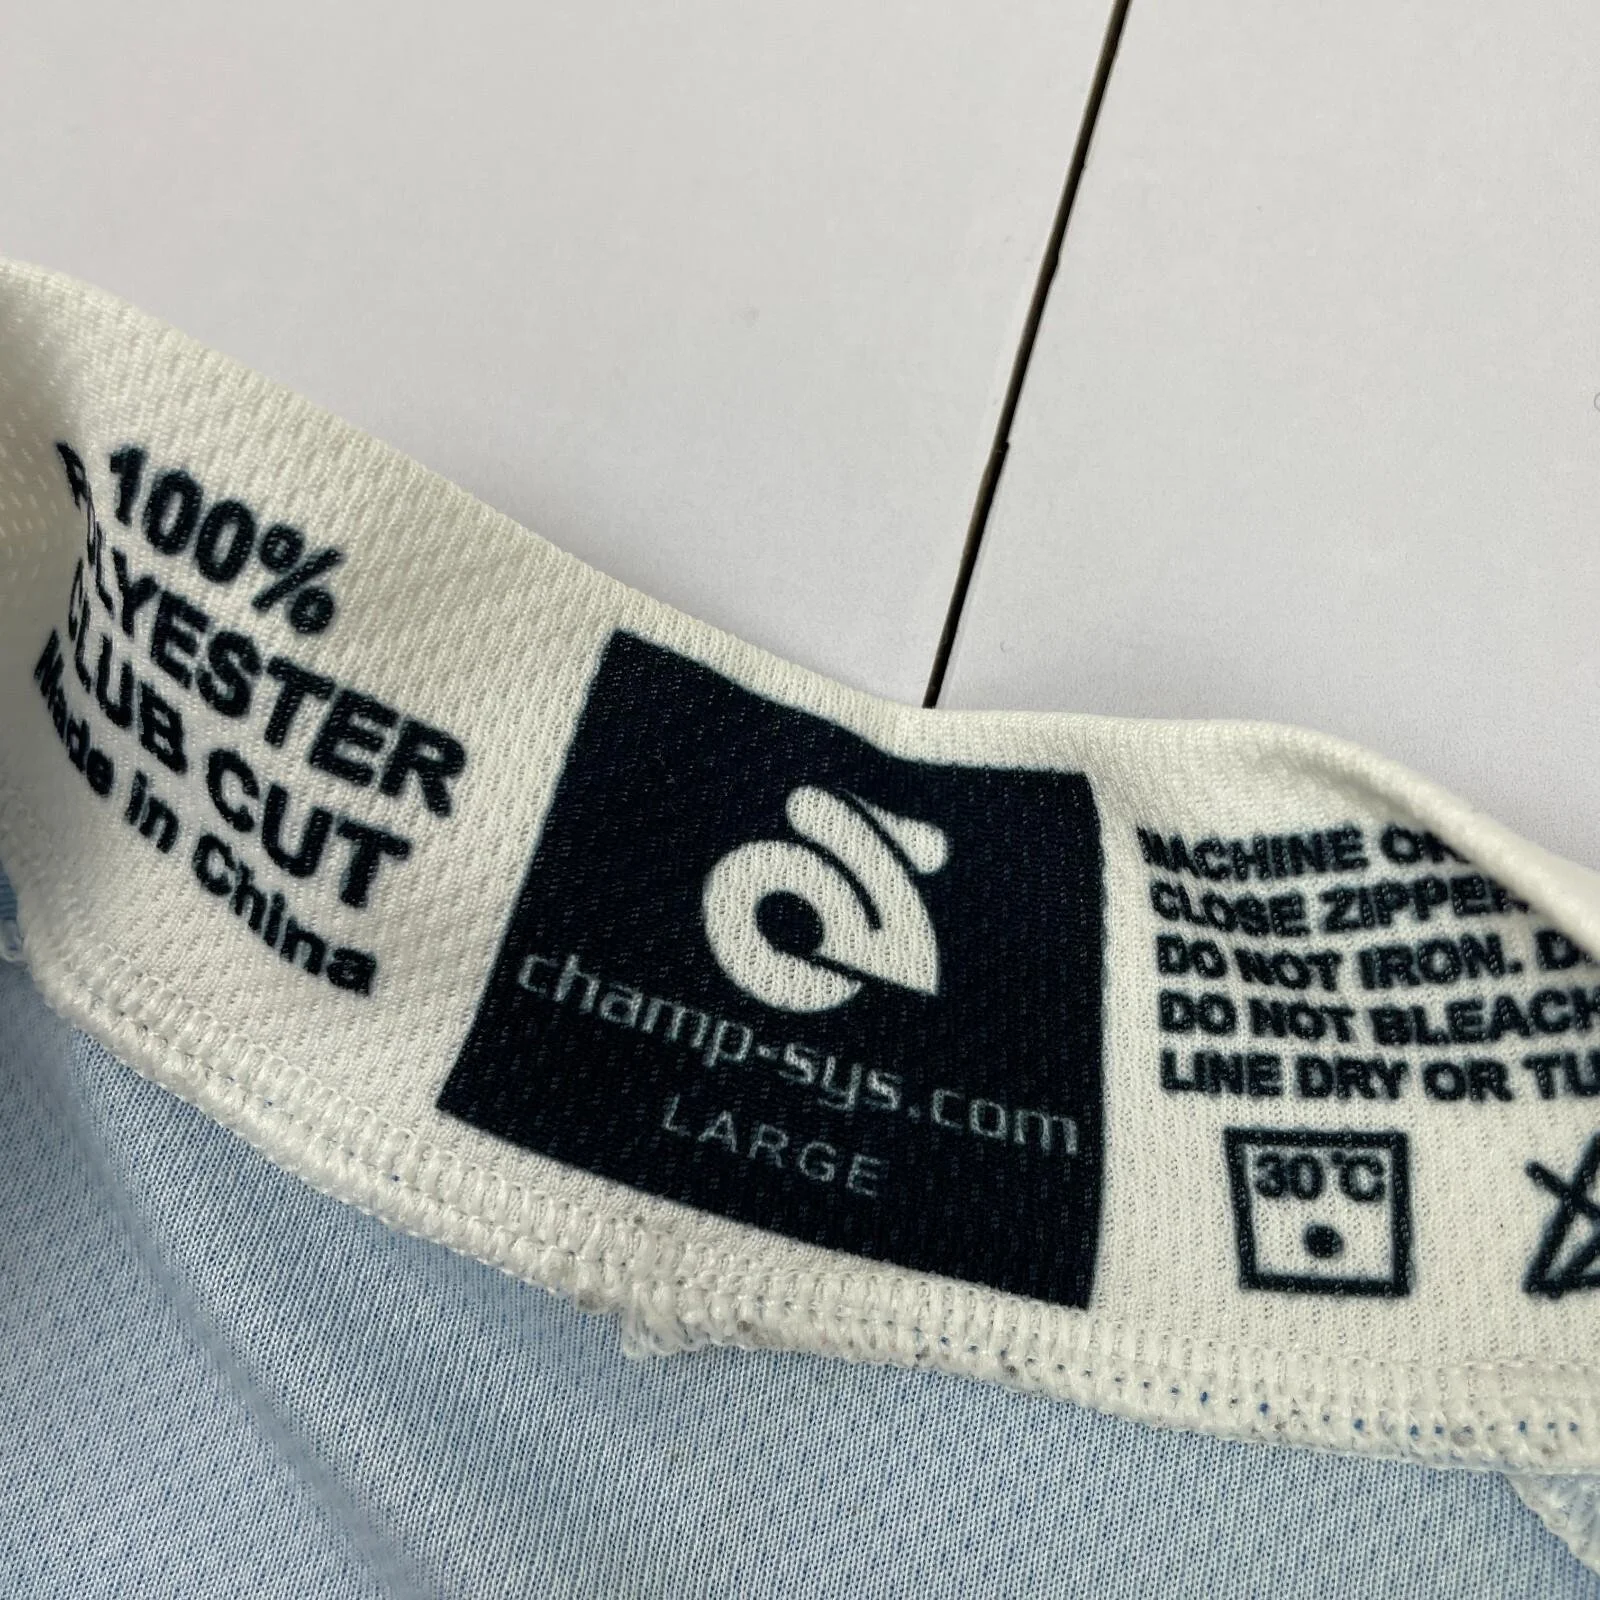 100%
POLYESTER
CLUB CUT
Made in China
champ-sys.com
LARGE
MACHINE
CLOSE ZIPPER
DO NOT IRON.
DO NOT BLEACH
LINE DRY OR
30°C